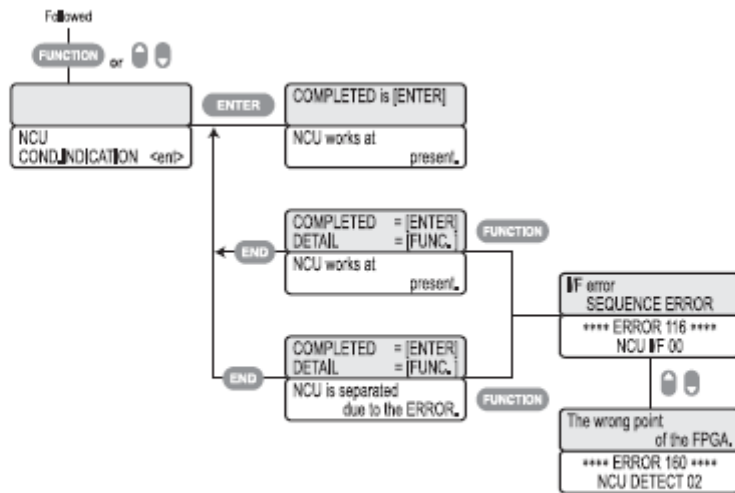 Followed
FUNCTION or
ENTER
COMPLETED is [ENTER]
NCU
COND.INDICATION <ent>
NCU works at
present.
COMPLETED = [ENTER]
DETAIL = [FUNC.]
FUNCTION
END
NCU works at
present.
I/F error
SEQUENCE ERROR
**** ERROR 116 ****
NCU I/F 00
COMPLETED = [ENTER]
DETAIL = [FUNC.]
END
NCU is separated
due to the ERROR.
FUNCTION
The wrong point
of the FPGA.
**** ERROR 160 ****
NCU DETECT 02